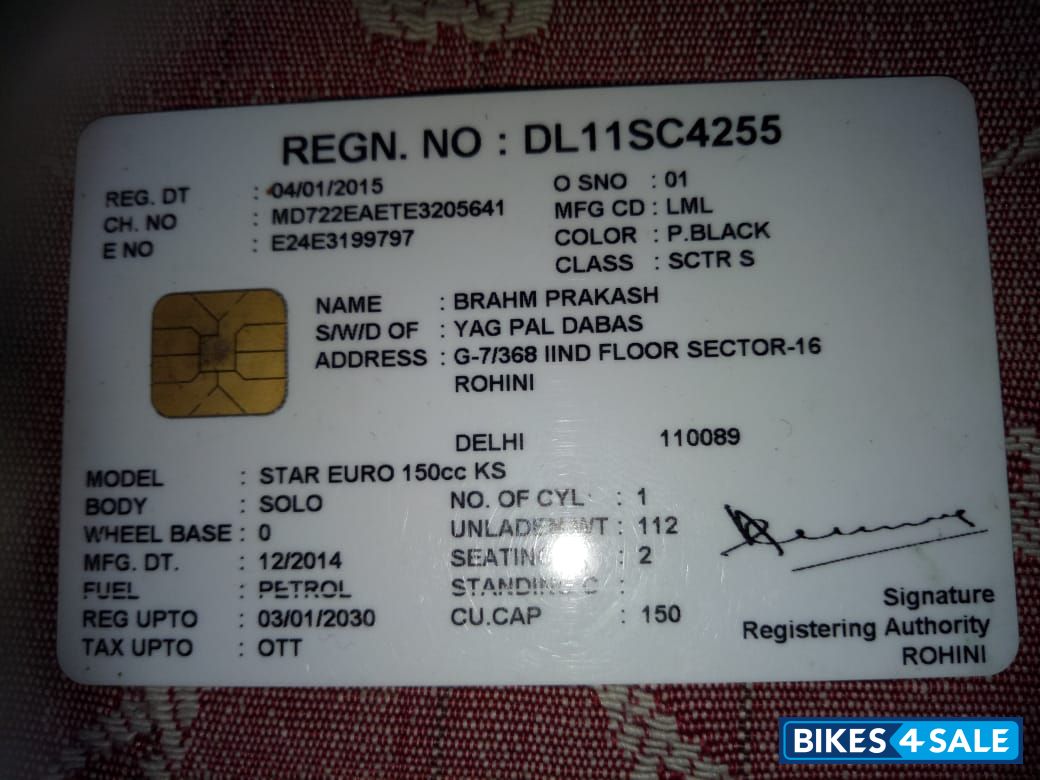 REGN. NO : DL11SC4255
REG. DT : 04/01/2015 O SNO : 01
CH. NO : MD722EAETE3205641 MFG CD : LML
E NO : E24E3199797 COLOR : P.BLACK
CLASS : SCTR S
NAME : BRAHM PRAKASH
S/W/D OF : YAG PAL DABAS
ADDRESS : G-7/368 IIND FLOOR SECTOR-16
ROHINI
DELHI 110089
MODEL : STAR EURO 150cc KS
BODY : SOLO NO. OF CYL : 1
WHEEL BASE : 0 UNLADEN WT : 112
MFG. DT. : 12/2014 SEATING : 2
FUEL : PETROL STANDING C :
REG UPTO : 03/01/2030 CU.CAP : 150
TAX UPTO : OTT
Signature
Registering Authority
ROHINI
BIKES4SALE